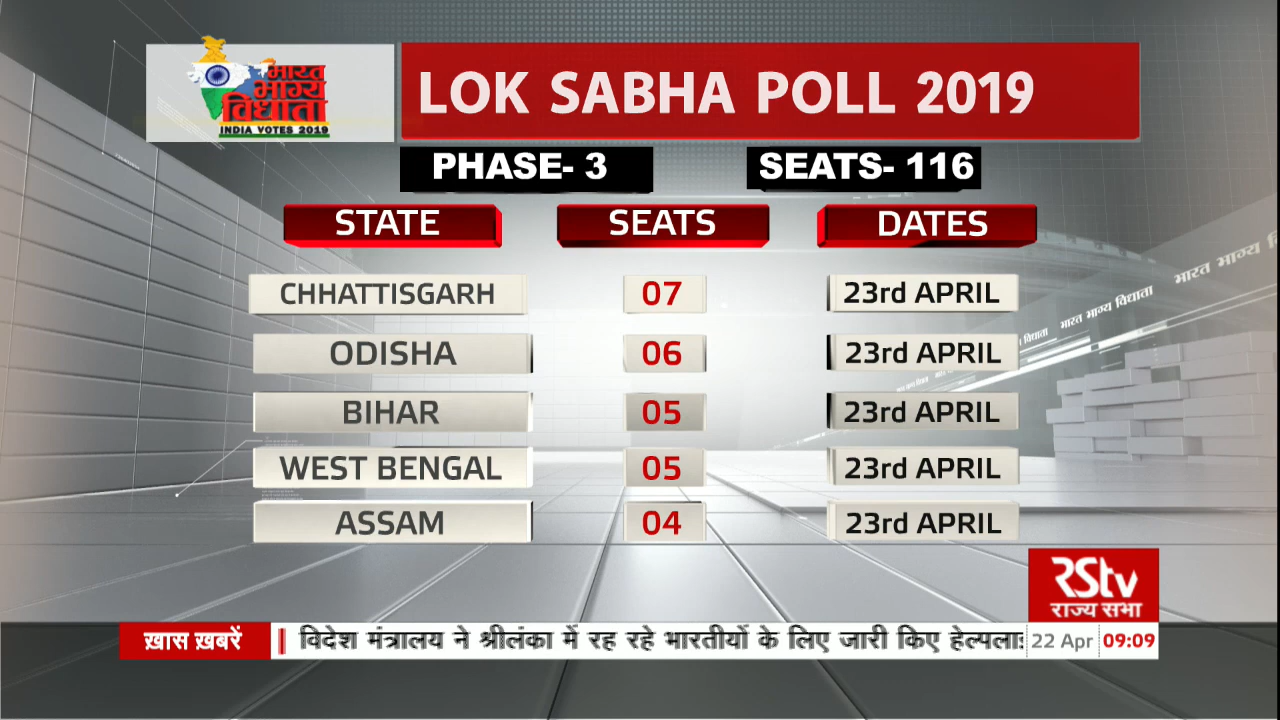 भारत
भाग्य
विधाता
INDIA VOTES 2019
LOK SABHA POLL 2019
PHASE- 3
SEATS- 116
STATE SEATS DATES
CHHATTISGARH 07 23rd APRIL
ODISHA 06 23rd APRIL
BIHAR 05 23rd APRIL
WEST BENGAL 05 23rd APRIL
ASSAM 04 23rd APRIL
भारत भाग्य वि
विधाता भारत भाग्य विधाता
RStv
राज्य सभा
ख़ास ख़बरें विदेश मंत्रालय ने श्रीलंका में रह रहे भारतीयों के लिए जारी किए हेल्पला 22 Apr 09:09